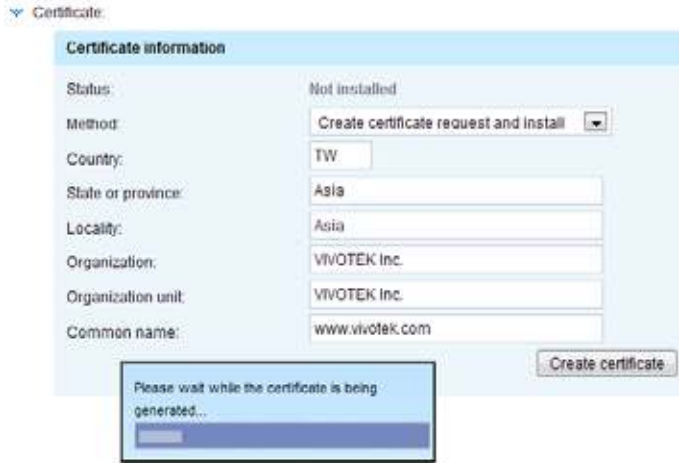 Certificate:
Certificate information
Status: Not installed
Method: Create certificate request and install
Country: TW
State or province: Asia
Locality: Asia
Organization: VIVOTEK Inc.
Organization unit: VIVOTEK Inc.
Common name: www.vivotek.com
Create certificate
Please wait while the certificate is being
generated...